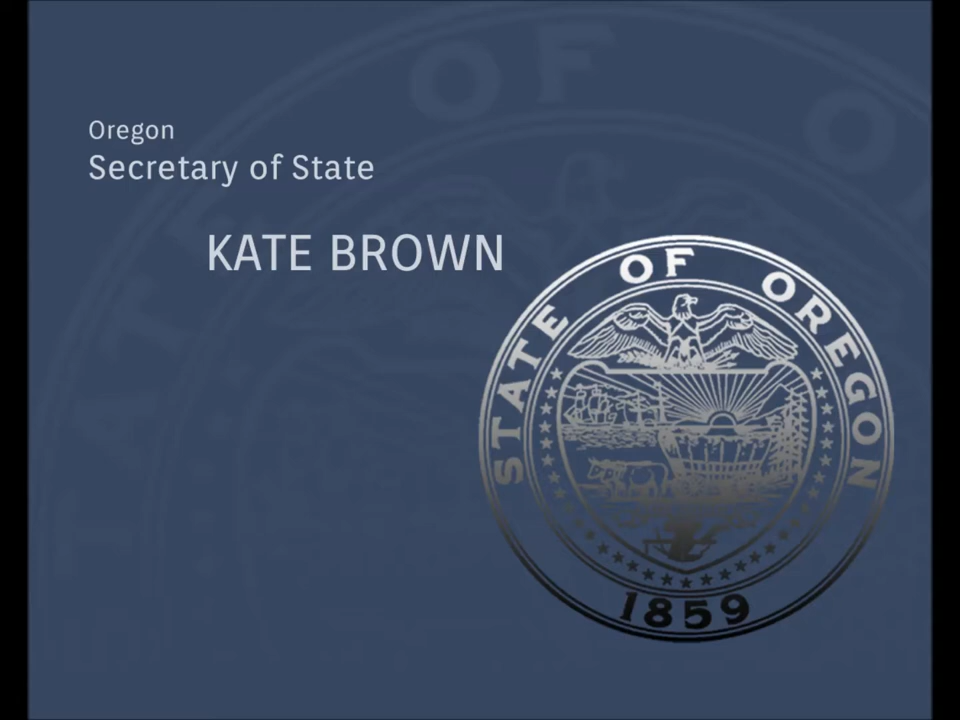 Oregon
Secretary of State
KATE BROWN
STATE OF OREGON
1859